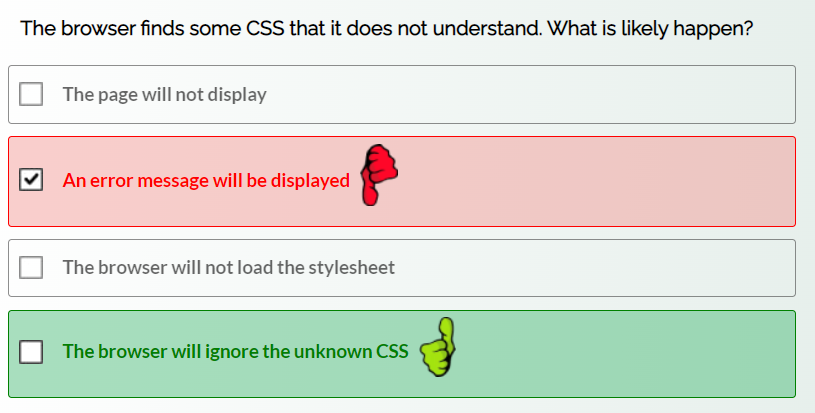 The browser finds some CSS that it does not understand. What is likely happen?
The page will not display
An error message will be displayed
The browser will not load the stylesheet
The browser will ignore the unknown CSS